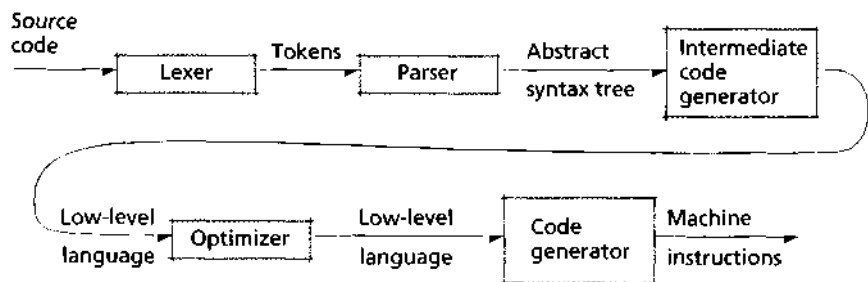 Source
code
Lexer
Tokens
Parser
Abstract
syntax tree
Intermediate
code
generator
Low-level
language
Optimizer
Low-level
language
Code
generator
Machine
instructions